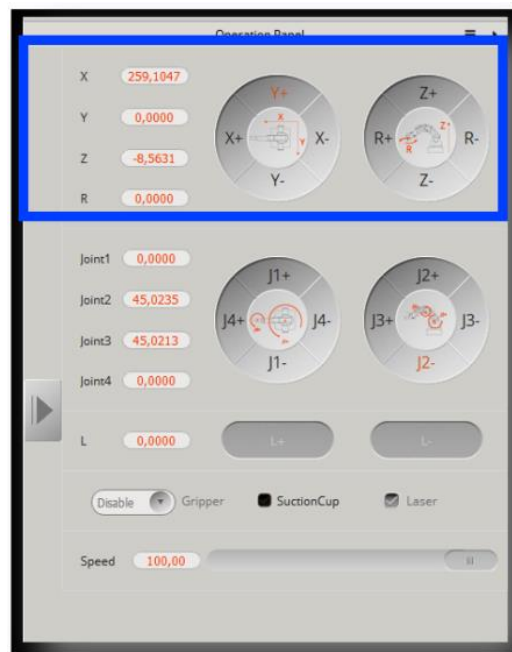 Operation Panel
X 259,1047
Y 0,0000
Z -8,5631
R 0,0000
Y+
X+ X-
Y-
X
Y
Z+
R+ R-
Z-
Z
R
Joint1 0,0000
Joint2 45,0235
Joint3 45,0213
Joint4 0,0000
J1+
J4+ J4-
J1-
J2+
J3+ J3-
J2-
L 0,0000
L+ L-
Disable Gripper SuctionCup Laser
Speed 100,00